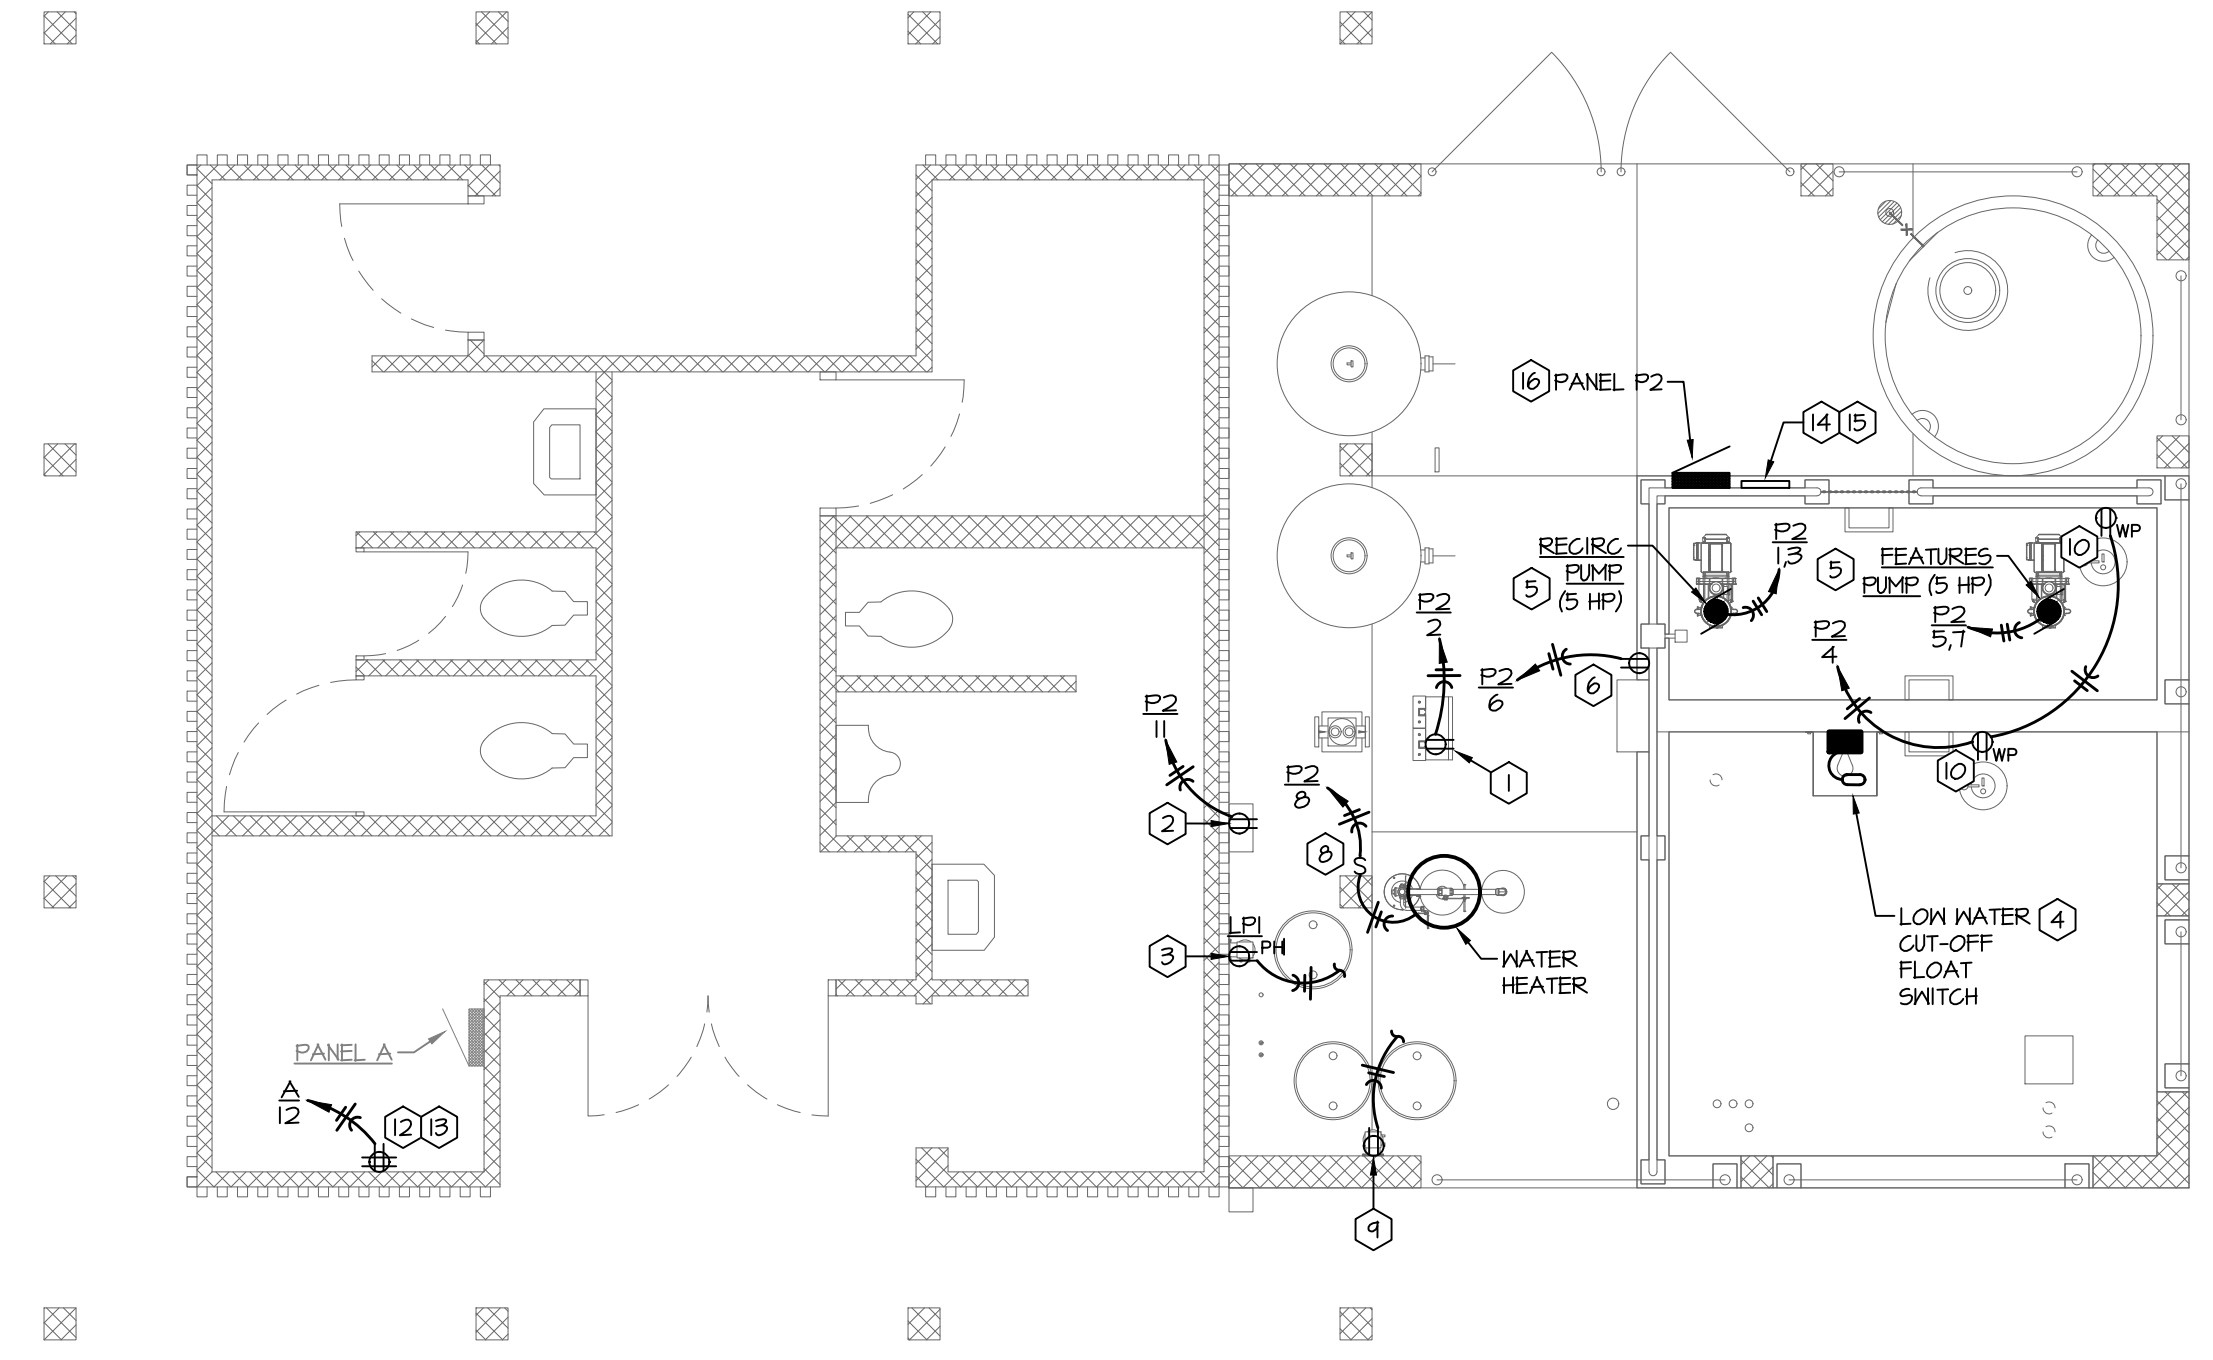 16 PANEL P2
14 15
RECIRC
PUMP
(5 HP)
5
P2
1,3
5
FEATURES
PUMP (5 HP)
10
WP
P2
5,7
P2
4
P2
2
P2
6
6
P2
11
2
1
P2
8
8
S
10
WP
LP1
PH
3
WATER
HEATER
LOW WATER 4
CUT-OFF
FLOAT
SWITCH
PANEL A
A
12
12 13
9